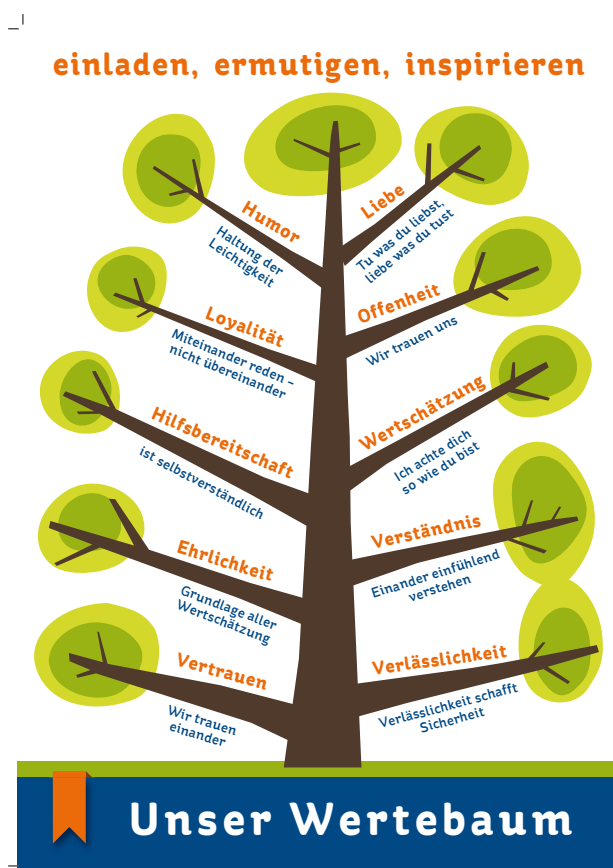 einladen, ermutigen, inspirieren
Humor
Haltung der
Leichtigkeit
Liebe
Tu was du liebst,
liebe was du tust
Loyalität
Miteinander reden –
nicht übereinander
Offenheit
Wir trauen uns
Hilfsbereitschaft
ist selbstverständlich
Wertschätzung
Ich achte dich
so wie du bist
Ehrlichkeit
Grundlage aller
Wertschätzung
Verständnis
Einander einfühlend
verstehen
Vertrauen
Wir trauen
einander
Verlässlichkeit
Verlässlichkeit schafft
Sicherheit
Unser Wertebaum